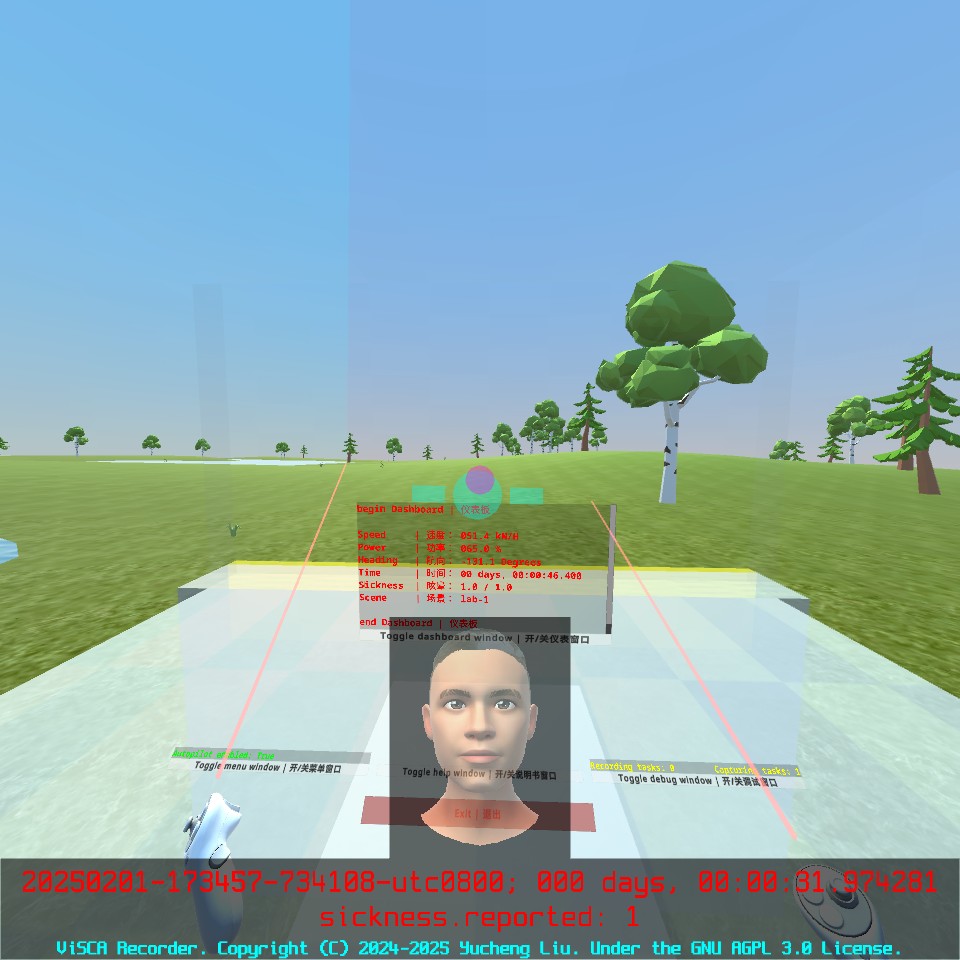 begin Dashboard | 仪表板
Speed | 速度: 051.4 kM/H
Power | 功率: 065.0 %
Heading | 航向: -131.1 Degrees
Time | 时间: 00 days, 00:00:46.400
Sickness | 眩晕: 1.0 / 1.0
Scene | 场景: lab-1
end Dashboard | 仪表板
Toggle dashboard window | 开/关仪表窗口
Autopilot enabled: True
Toggle menu window | 开/关菜单窗口
Toggle help window | 开/关说明书窗口
Recording tasks: 0 Capturing tasks: 1
Toggle debug window | 开/关调试窗口
Exit | 退出
20250201-173457-734108-utc0800; 000 days, 00:00:31.974281
sickness.reported: 1
ViSCA Recorder. Copyright (C) 2024-2025 Yucheng Liu. Under the GNU AGPL 3.0 License.